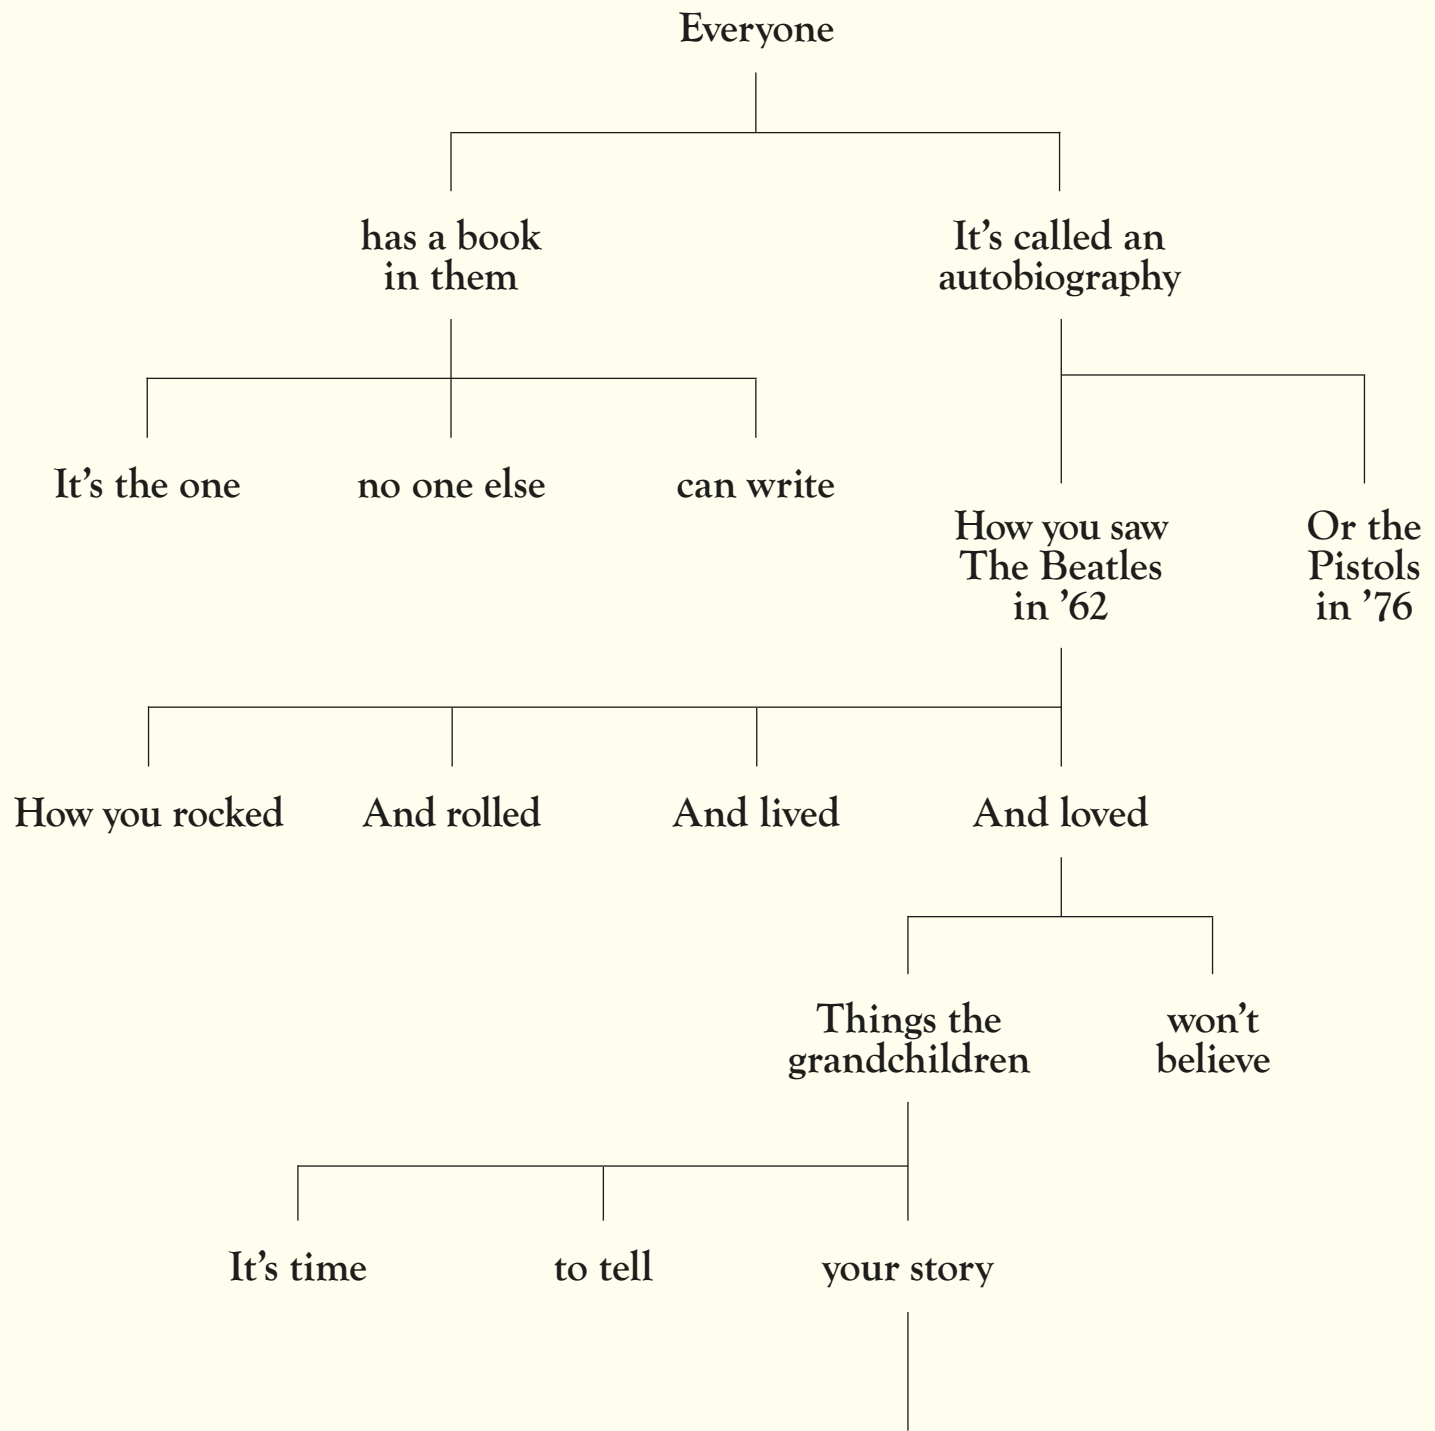 Everyone
has a book
in them
It’s called an
autobiography
It’s the one
no one else
can write
How you saw
The Beatles
in ’62
Or the
Pistols
in ’76
How you rocked
And rolled
And lived
And loved
Things the
grandchildren
won’t
believe
It’s time
to tell
your story